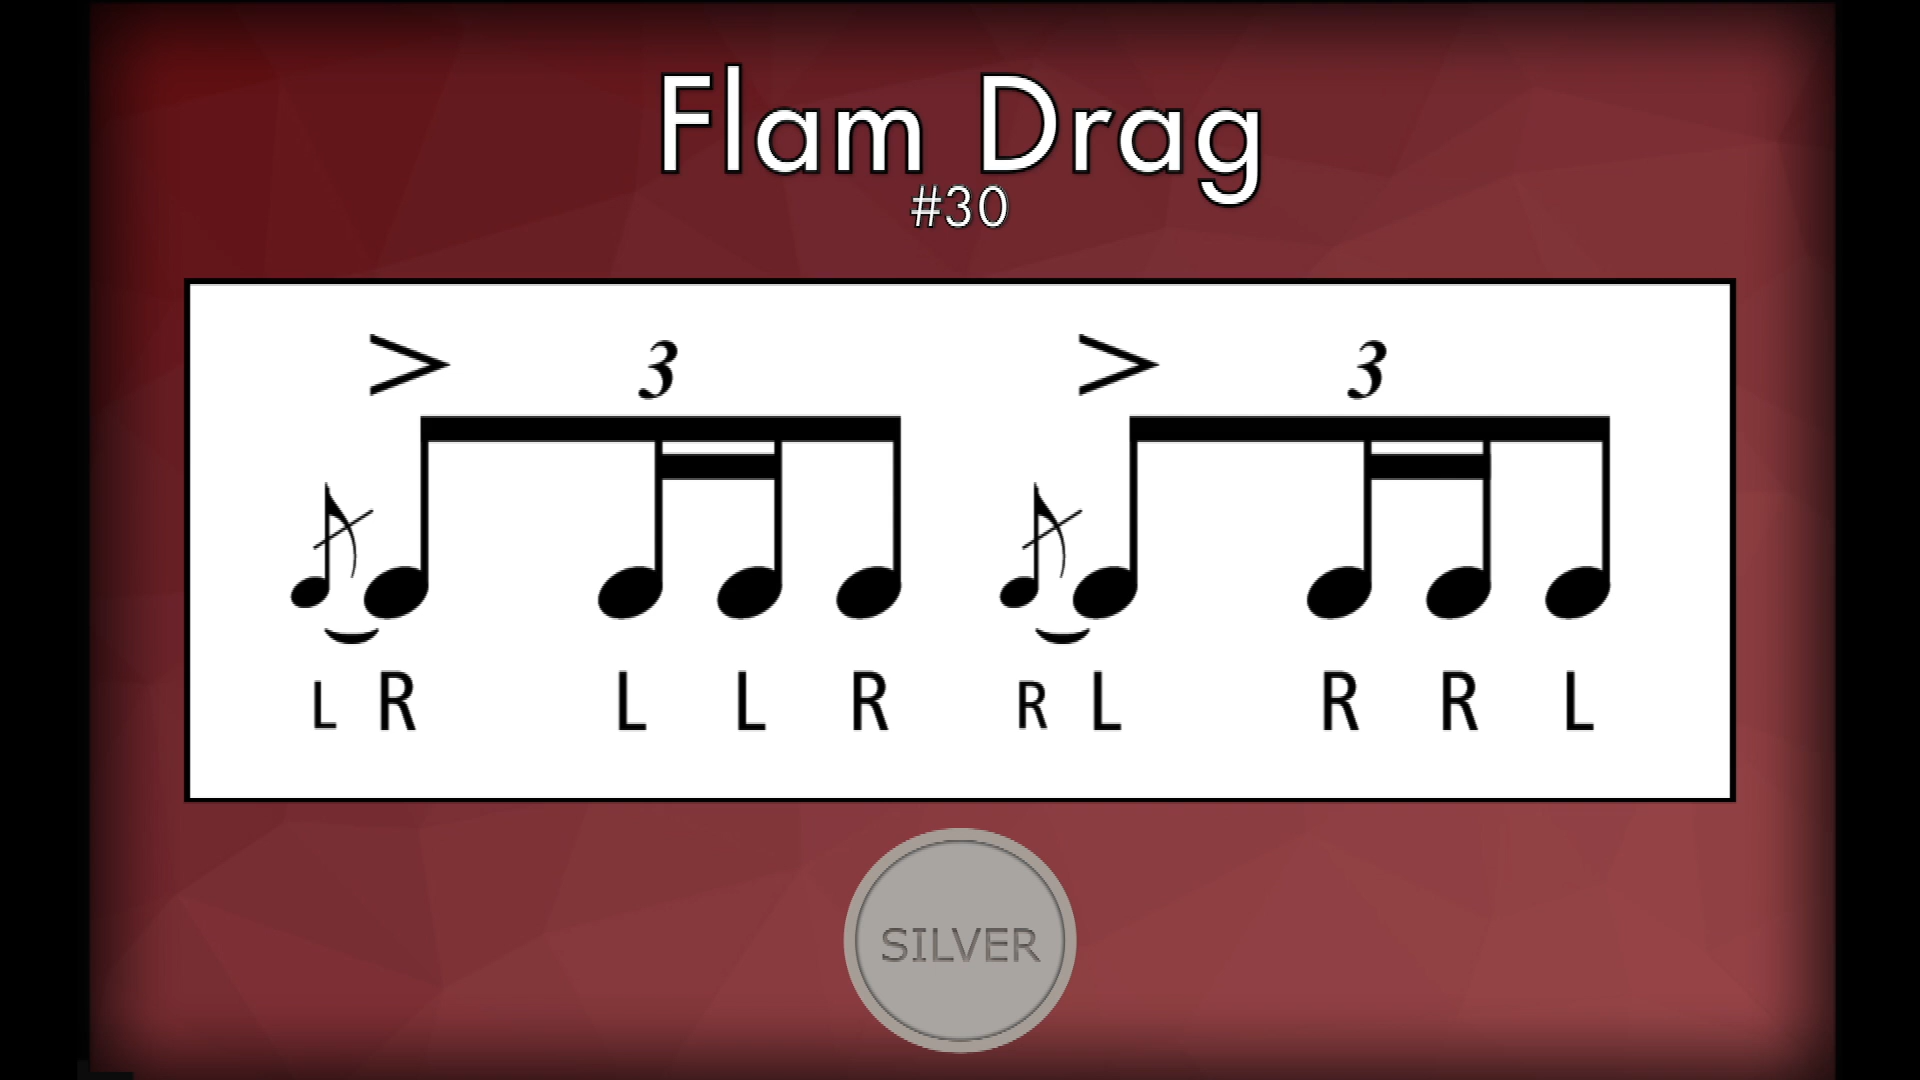 Flam Drag
#30
> 3 > 3
L R L L R R L R R L
SILVER